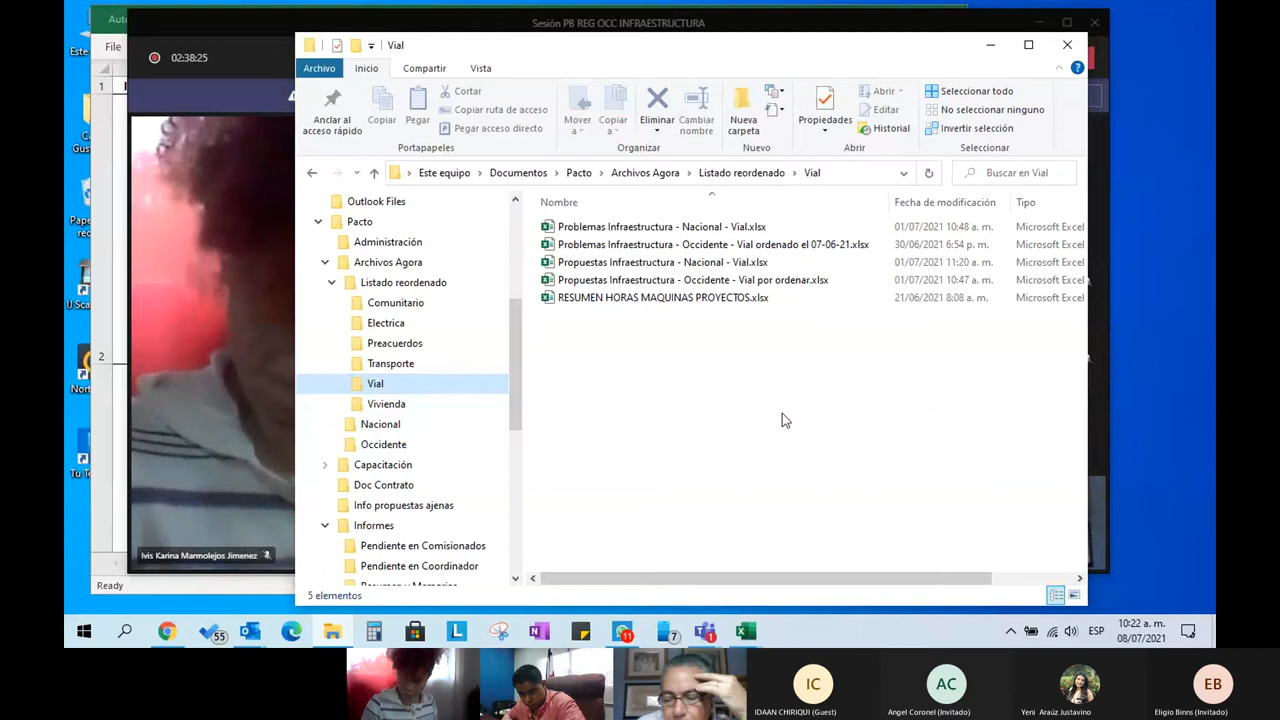 Sesión PB REG OCC INFRAESTRUCTURA
File
02:38:25
Vial
Archivo
Inicio
Compartir
Vista
Anclar al acceso rápido
Copiar
Pegar
Cortar
Copiar ruta de acceso
Pegar acceso directo
Portapapeles
Mover a
Copiar a
Eliminar
Cambiar nombre
Organizar
Nueva carpeta
Nuevo
Propiedades
Abrir
Editar
Historial
Abrir
Seleccionar todo
No seleccionar ninguno
Invertir selección
Seleccionar
Este equipo > Documentos > Pacto > Archivos Agora > Listado reordenado > Vial
Buscar en Vial
Outlook Files
Pacto
Administración
Archivos Agora
Listado reordenado
Comunitario
Electrica
Preacuerdos
Transporte
Vial
Vivienda
Nacional
Occidente
Capacitación
Doc Contrato
Info propuestas ajenas
Informes
Pendiente en Comisionados
Pendiente en Coordinador
Nombre Fecha de modificación Tipo
Problemas Infraestructura - Nacional - Vial.xlsx 01/07/2021 10:48 a. m. Microsoft Excel
Problemas Infraestructura - Occidente - Vial ordenado el 07-06-21.xlsx 30/06/2021 6:54 p. m. Microsoft Excel
Propuestas Infraestructura - Nacional - Vial.xlsx 01/07/2021 11:20 a. m. Microsoft Excel
Propuestas Infraestructura - Occidente - Vial por ordenar.xlsx 01/07/2021 10:47 a. m. Microsoft Excel
RESUMEN HORAS MAQUINAS PROYECTOS.xlsx 21/06/2021 8:08 a. m. Microsoft Excel
1
2
Ivis Karina Marmolejos Jimenez
Ready
5 elementos
55
11
7
1
ESP
10:22 a. m.
08/07/2021
IC
IDAAN CHIRIQUI (Guest)
AC
Angel Coronel (Invitado)
Yeni Araúz Justavino
EB
Eligio Binns (Invitado)